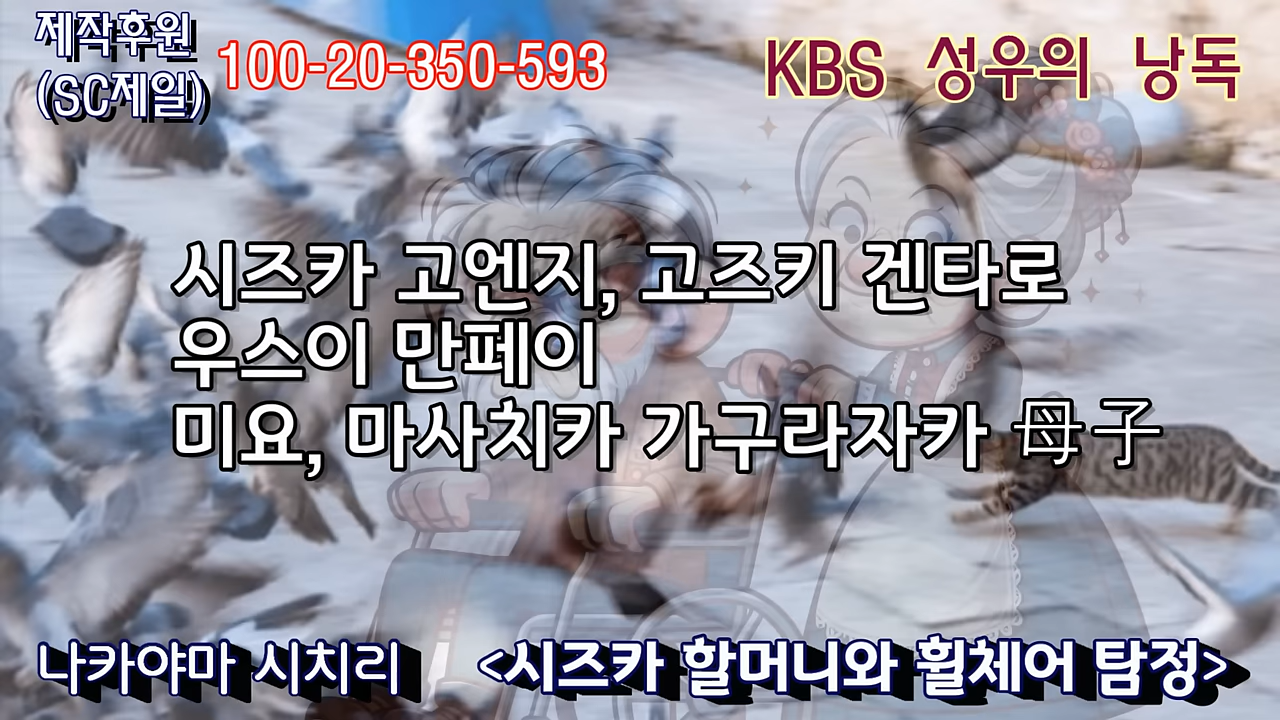 제작후원
(SC제일)
100-20-350-593
KBS 성우의 낭독
시즈카 고엔지, 고즈키 겐타로
우스이 만페이
미요, 마사치카 가구라자카 母子
나카야마 시치리
<시즈카 할머니와 휠체어 탐정>